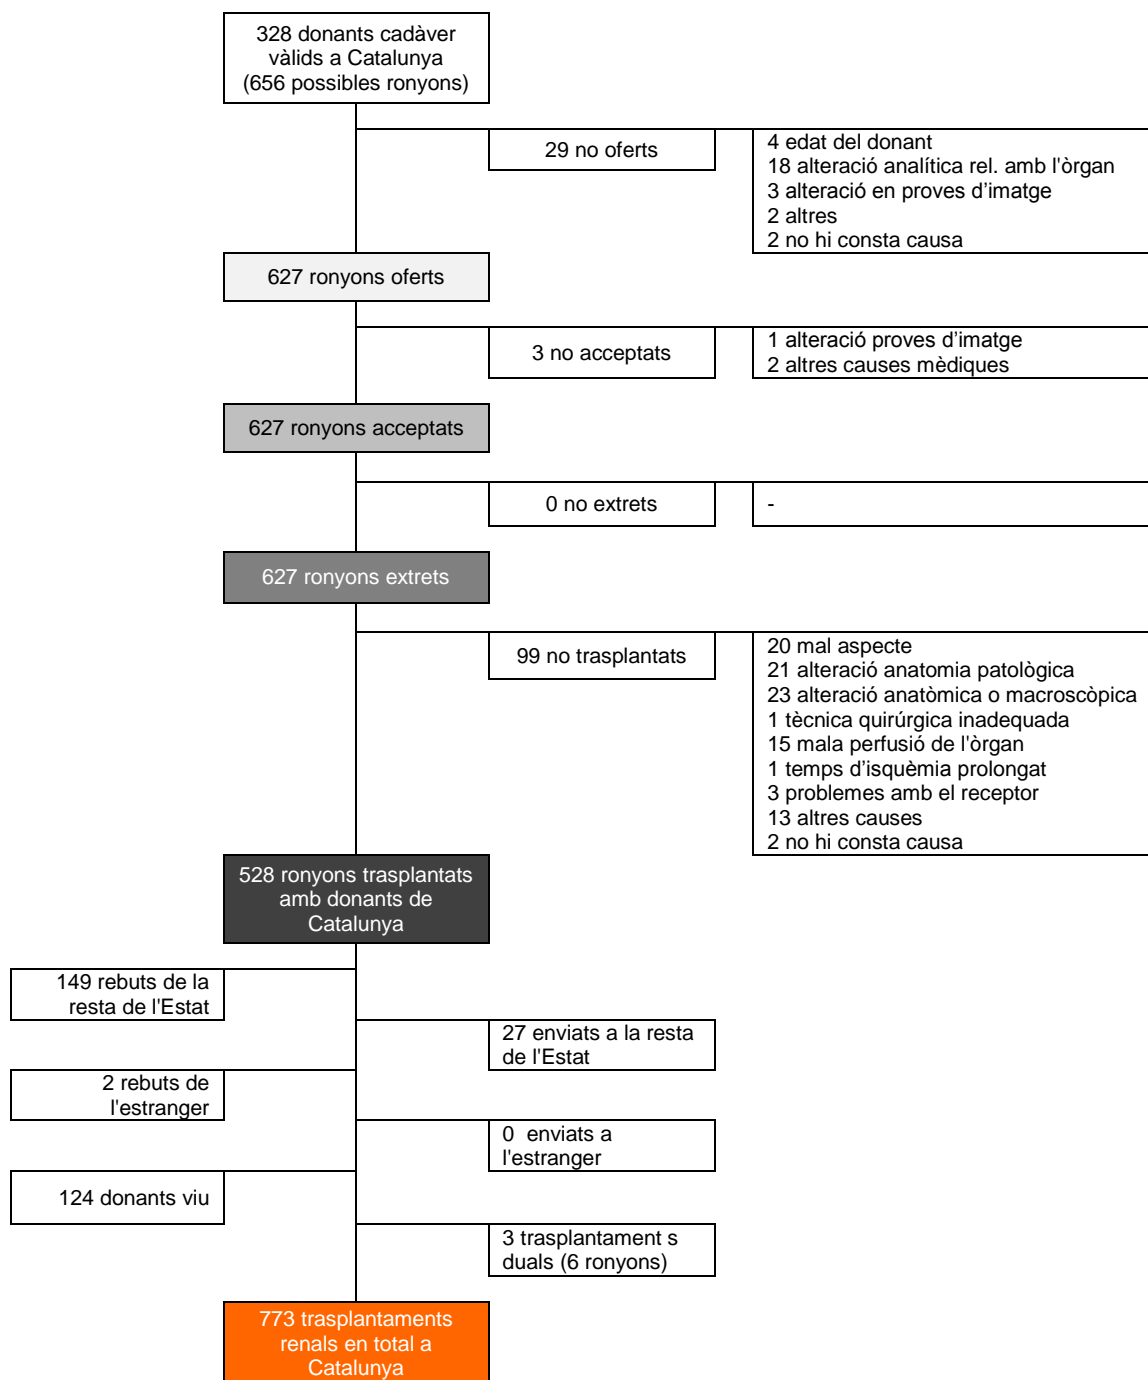 328 donants cadàver
vàlids a Catalunya
(656 possibles ronyons)
29 no oferts
4 edat del donant
18 alteració analítica rel. amb l'òrgan
3 alteració en proves d’imatge
2 altres
2 no hi consta causa
627 ronyons oferts
3 no acceptats
1 alteració proves d’imatge
2 altres causes mèdiques
627 ronyons acceptats
0 no extrets
-
627 ronyons extrets
99 no trasplantats
20 mal aspecte
21 alteració anatomia patològica
23 alteració anatòmica o macroscòpica
1 tècnica quirúrgica inadequada
15 mala perfusió de l'òrgan
1 temps d’isquèmia prolongat
3 problemes amb el receptor
13 altres causes
2 no hi consta causa
528 ronyons trasplantats
amb donants de
Catalunya
149 rebuts de la
resta de l'Estat
27 enviats a la resta
de l'Estat
2 rebuts de
l'estranger
0 enviats a
l'estranger
124 donants viu
3 trasplantament s
duals (6 ronyons)
773 trasplantaments
renals en total a
Catalunya